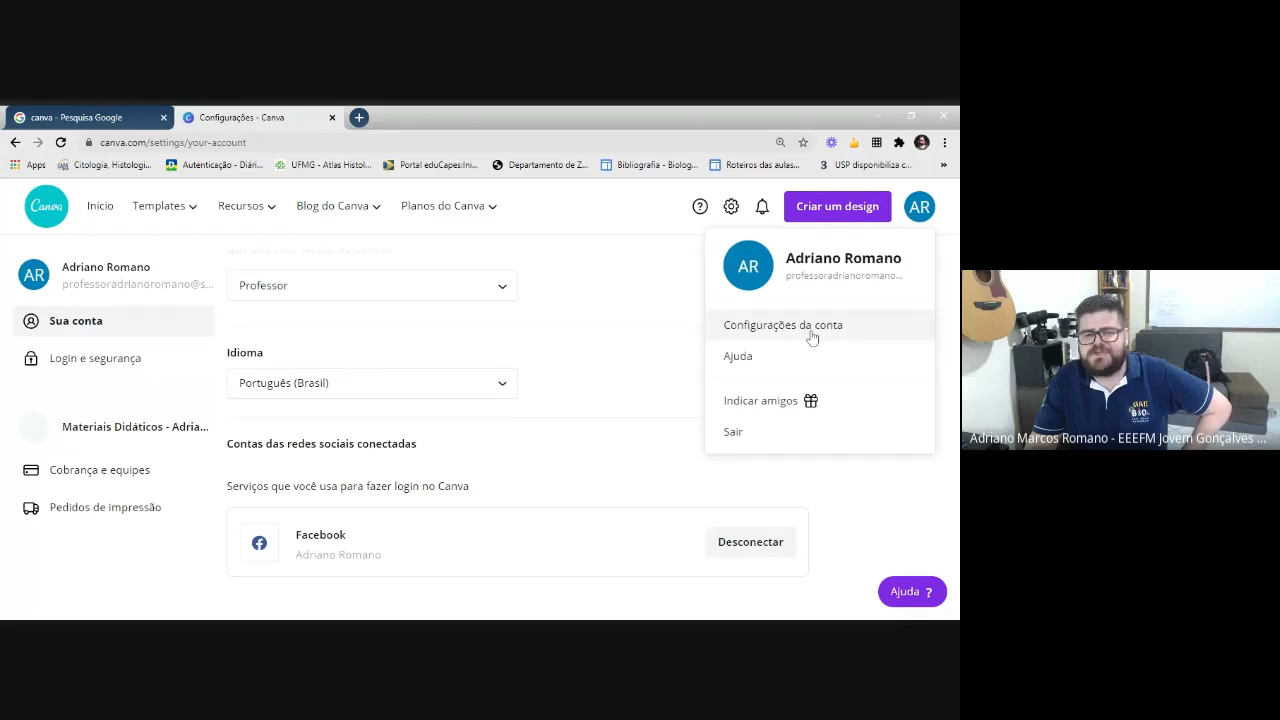 canva - Pesquisa Google
Configurações - Canva
canva.com/settings/your-account
Apps
Citologia, Histologi...
Autenticação - Diári...
UFMG - Atlas Histol...
Portal eduCapes:Ini...
Departamento de Z...
Bibliografia - Biolog...
Roteiros das aulas...
USP disponibiliza c...
Canva
Início
Templates
Recursos
Blog do Canva
Planos do Canva
Criar um design
AR
AR
Adriano Romano
professoradrianoromano@s...
Sua conta
Login e segurança
Materiais Didáticos - Adria...
Cobrança e equipes
Pedidos de impressão
Professor
Idioma
Português (Brasil)
Contas das redes sociais conectadas
Serviços que você usa para fazer login no Canva
Facebook
Adriano Romano
Desconectar
AR
Adriano Romano
professoradrianoromano...
Configurações da conta
Ajuda
Indicar amigos
Sair
Ajuda ?
Adriano Marcos Romano - EEEFM Jovem Gonçalves ...